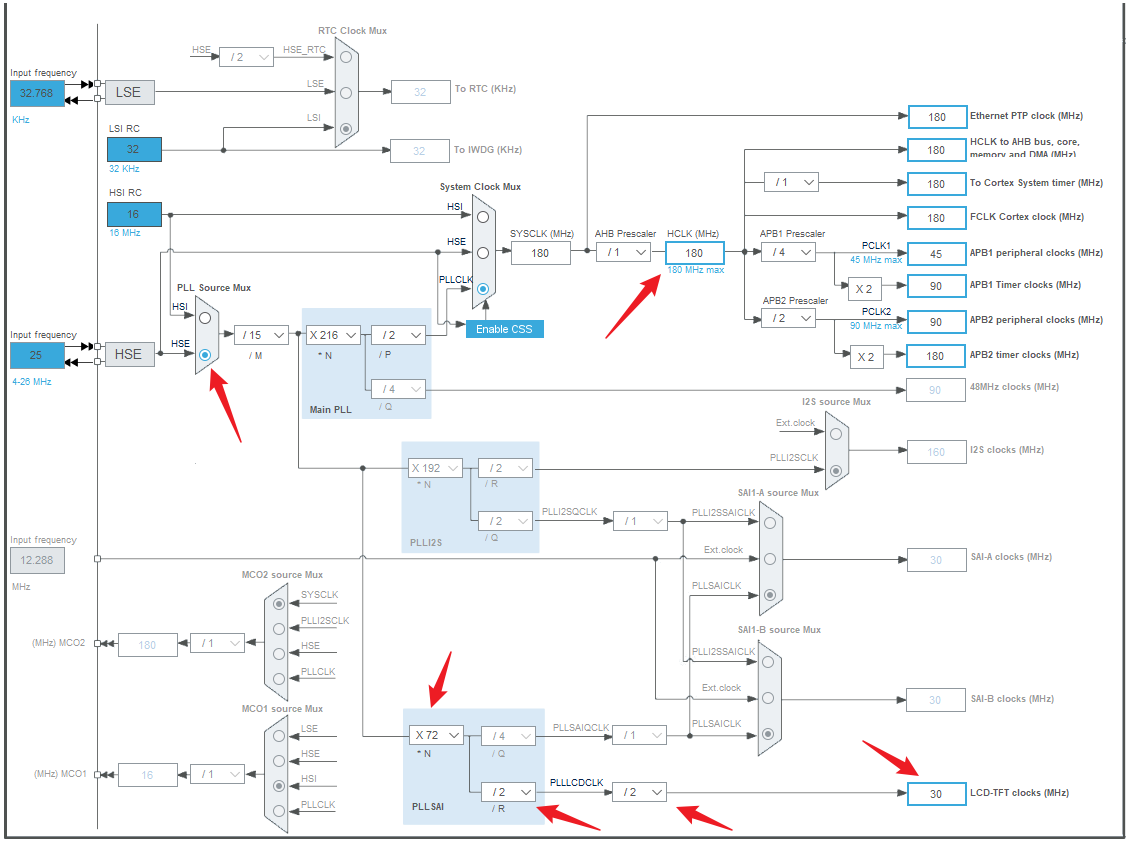 RTC Clock Mux
HSE
/ 2
HSE_RTC
Input frequency
32.768
KHz
LSE
LSE
32
To RTC (KHz)
LSI RC
32
32 KHz
LSI
32
To IWDG (KHz)
HSI RC
16
16 MHz
System Clock Mux
HSI
HSE
PLLCLK
Enable CSS
SYSCLK (MHz)
180
AHB Prescaler
/ 1
HCLK (MHz)
180
180 MHz max
180
Ethernet PTP clock (MHz)
180
HCLK to AHB bus, core,
memory and DMA (MHz)
/ 1
180
To Cortex System timer (MHz)
180
FCLK Cortex clock (MHz)
APB1 Prescaler
/ 4
PCLK1
45 MHz max
45
APB1 peripheral clocks (MHz)
X 2
90
APB1 Timer clocks (MHz)
APB2 Prescaler
/ 2
PCLK2
90 MHz max
90
APB2 peripheral clocks (MHz)
X 2
180
APB2 timer clocks (MHz)
PLL Source Mux
HSI
HSE
Input frequency
25
4-26 MHz
HSE
/ 15
/ M
X 216
* N
/ 2
/ P
/ 4
/ Q
Main PLL
90
48MHz clocks (MHz)
I2S source Mux
Ext.clock
PLLI2SCLK
160
I2S clocks (MHz)
X 192
* N
/ 2
/ R
/ 2
/ Q
PLLI2S
PLLI2SQCLK
/ 1
SAI1-A source Mux
PLLI2SSAICLK
Ext.clock
PLLSAICLK
30
SAI-A clocks (MHz)
Input frequency
12.288
MHz
MCO2 source Mux
SYSCLK
PLLI2SCLK
HSE
PLLCLK
(MHz) MCO2
180
/ 1
SAI1-B source Mux
PLLI2SSAICLK
Ext.clock
PLLSAICLK
30
SAI-B clocks (MHz)
MCO1 source Mux
LSE
HSE
HSI
PLLCLK
(MHz) MCO1
16
/ 1
X 72
* N
/ 4
/ Q
PLLSAIQCLK
/ 1
/ 2
/ R
PLLSAI
PLLLCDCLK
/ 2
30
LCD-TFT clocks (MHz)